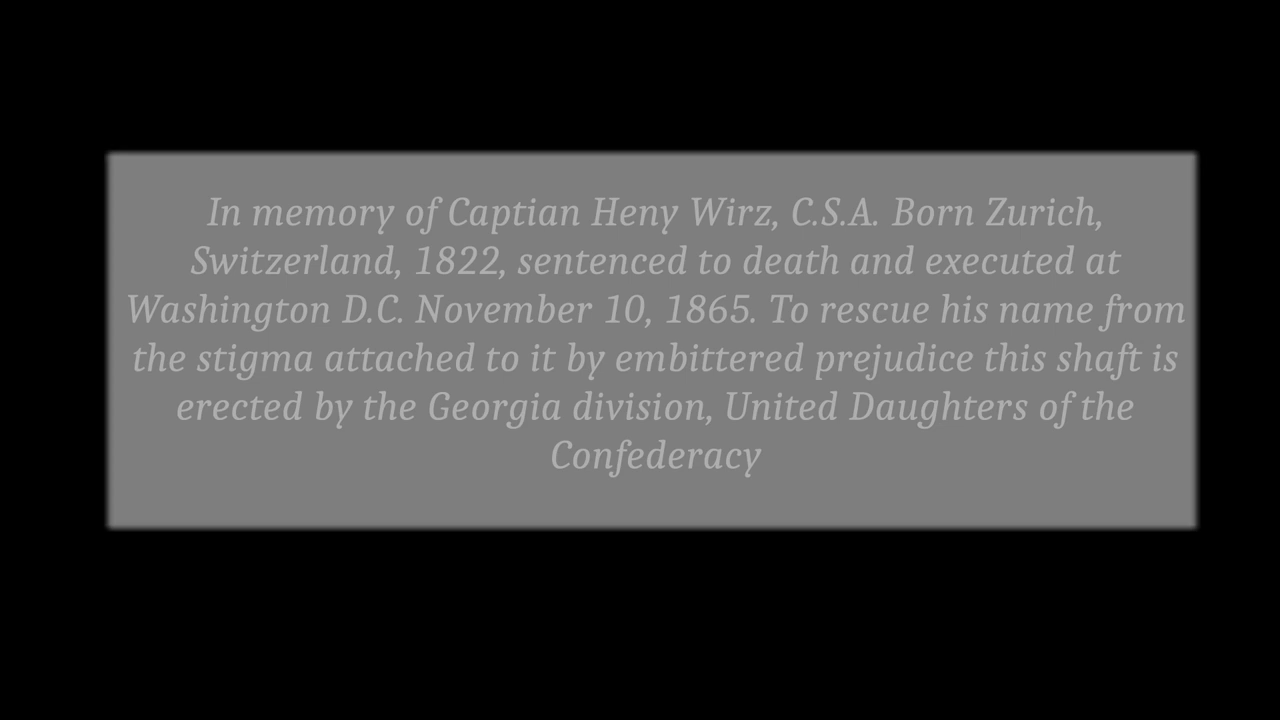 In memory of Captian Heny Wirz, C.S.A. Born Zurich,
Switzerland, 1822, sentenced to death and executed at
Washington D.C. November 10, 1865. To rescue his name from
the stigma attached to it by embittered prejudice this shaft is
erected by the Georgia division, United Daughters of the
Confederacy